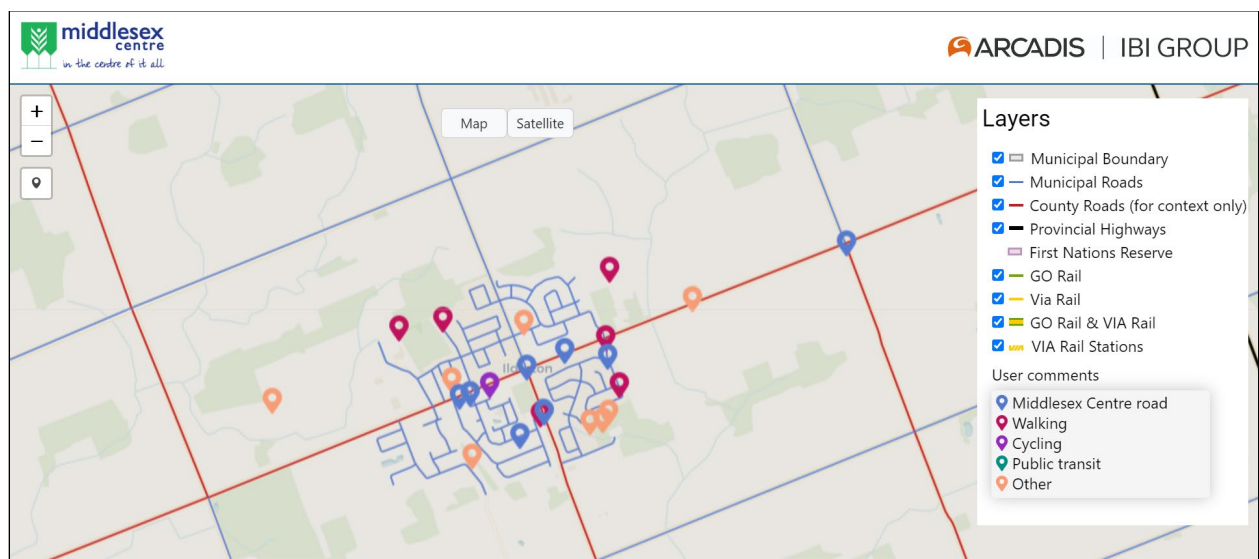 middlesex
centre
in the centre of it all
ARCADIS | IBI GROUP
+
−
Map
Satellite
Layers
Municipal Boundary
Municipal Roads
County Roads (for context only)
Provincial Highways
First Nations Reserve
GO Rail
Via Rail
GO Rail & VIA Rail
VIA Rail Stations
User comments
Middlesex Centre road
Walking
Cycling
Public transit
Other